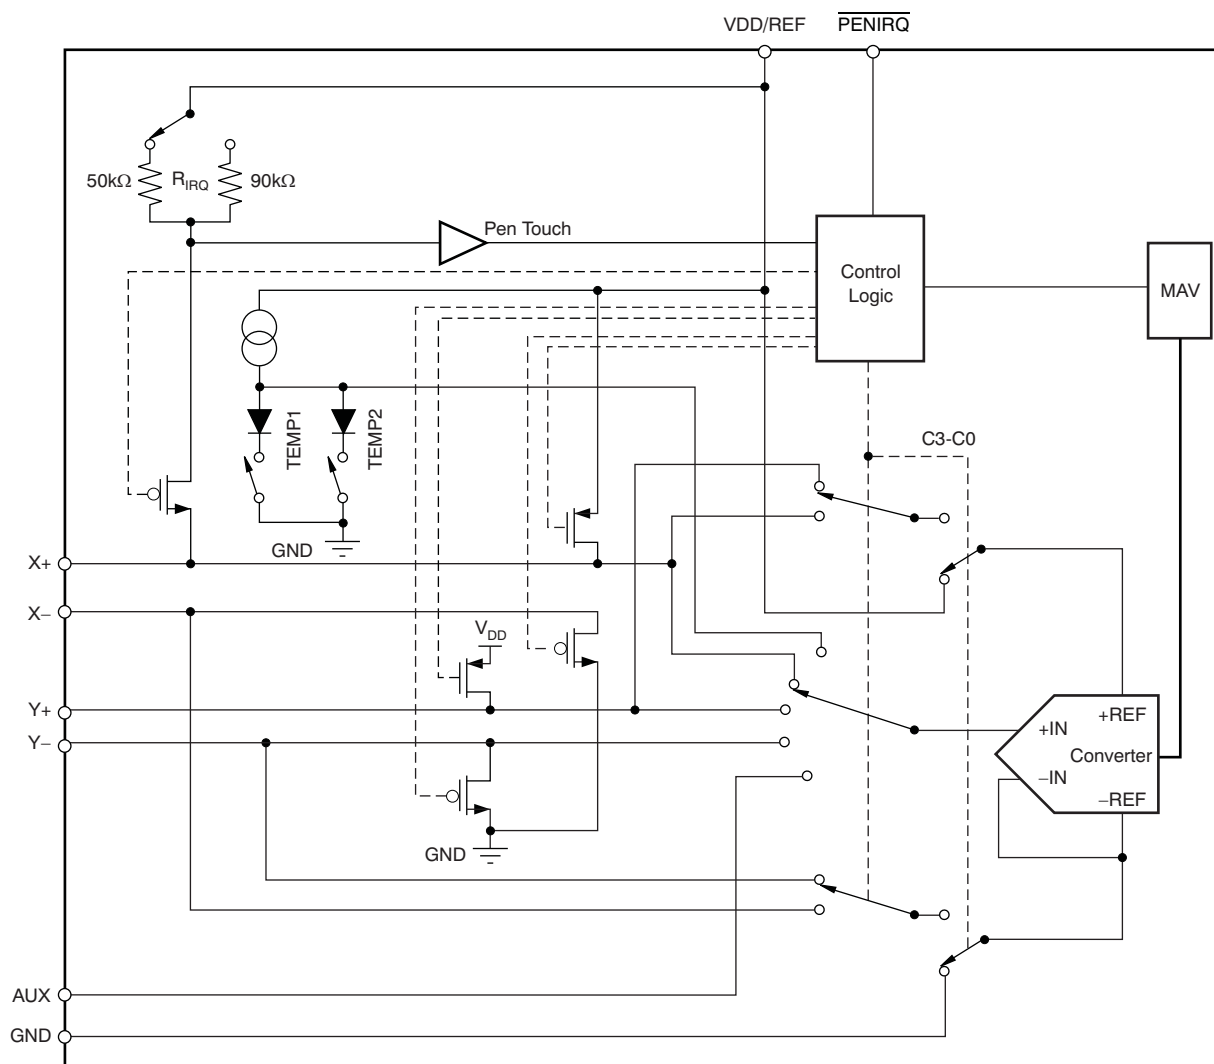 VDD/REF
PENIRQ
50kΩ
RIRQ
90kΩ
Pen Touch
Control
Logic
MAV
TEMP1
TEMP2
C3-C0
GND
X+
X−
VDD
Y+
Y−
+IN
+REF
Converter
−IN
−REF
GND
AUX
GND